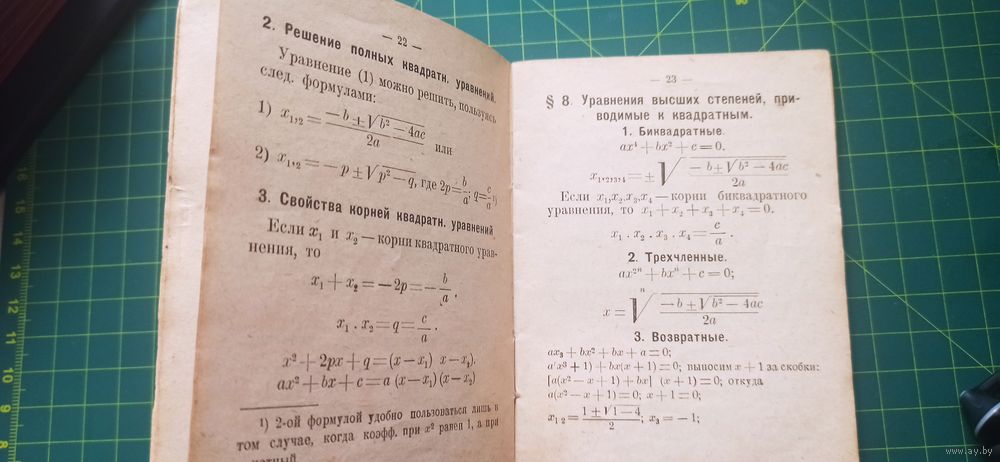 — 22 —
2. Решение полных квадратн. уравнений.
Уравнение (1) можно решить, пользуясь
след. формулами:
1) x₁,₂ = (—b ± √(b² — 4ac)) / 2a или
2) x₁,₂ = — p ± √(p² — q), где 2p = b/a; q = c/a ¹)
3. Свойства корней квадратн. уравнений
Если x₁ и x₂ — корни квадратного урав-
нения, то
x₁ + x₂ = — 2p = — b/a.
x₁ . x₂ = q = c/a.
x² + 2px + q = (x—x₁) x—x₂).
ax² + bx + c = a (x—x₁) (x—x₂)
¹) 2-ой формулой удобно пользоваться лишь в
том случае, когда коэфф. при x² равен 1, а при
— 23 —
§ 8. Уравнения высших степеней, при-
водимые к квадратным.
1. Биквадратные.
ax⁴ + bx² + c = 0.
x₁,₂,₃,₄ = ± √((— b ± √(b² — 4ac)) / 2a)
Если x₁,x₂,x₃,x₄ — корни биквадратного
уравнения, то x₁ + x₂ + x₃ + x₄ = 0.
x₁ . x₂ . x₃ . x₄ = c/a .
2. Трехчленные.
ax²ⁿ + bxⁿ + c = 0;
x = ⁿ√((—b ± √(b² — 4ac)) / 2a)
3. Возвратные.
ax₃ + bx² + bx + a = 0;
a'x³ + 1) + bx(x + 1) = 0; выносим x + 1 за скобки:
[a(x² — x + 1) + bx] (x + 1) = 0; откуда
a(x² — x + 1) = 0; x + 1 = 0;
x₁ ₂ = (1 ± √1 — 4) / 2; x₃ = — 1;
www.ay.by